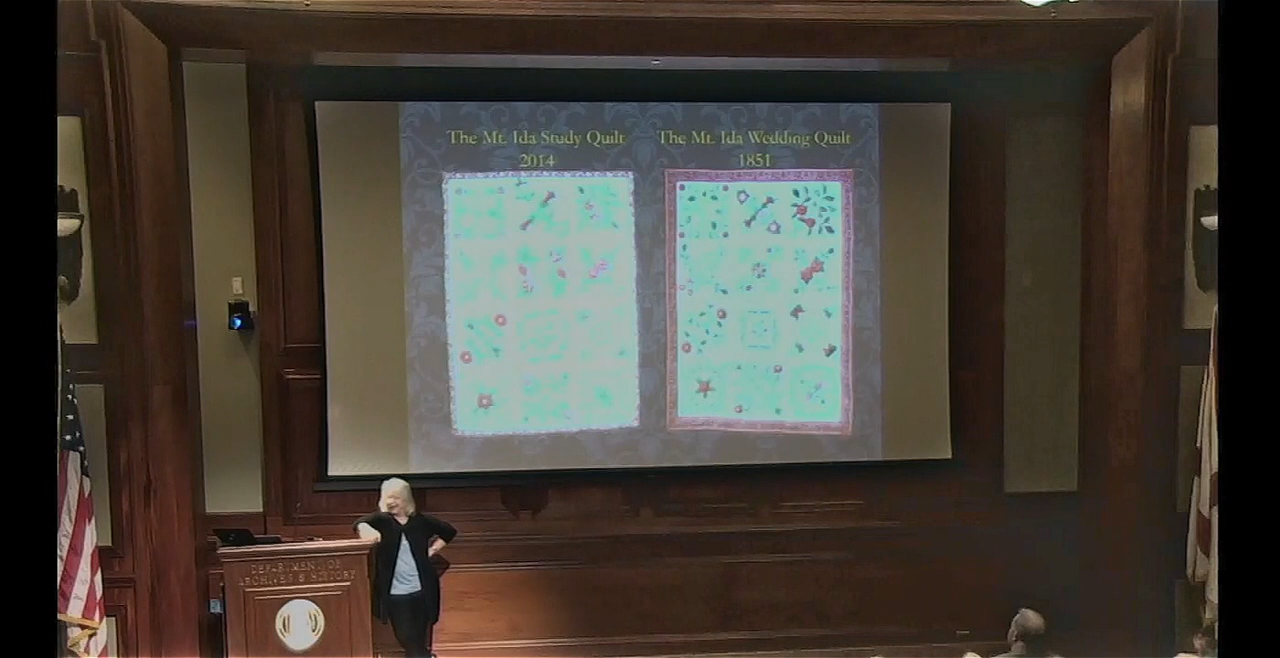 The Mt. Ida Study Quilt
2014
The Mt. Ida Wedding Quilt
1851
DEPARTMENT OF
ARCHIVES & HISTORY